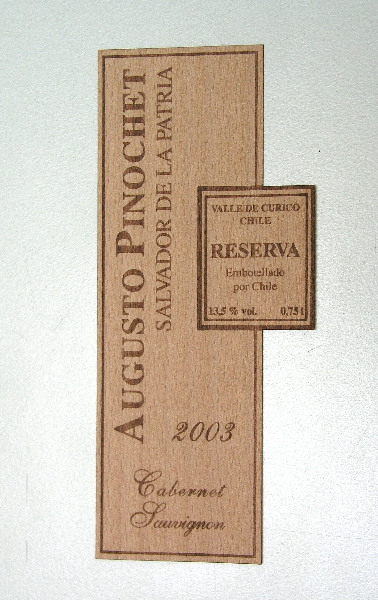 AUGUSTO PINOCHET
SALVADOR DE LA PATRIA
VALLE DE CURICO
CHILE
RESERVA
Embotellado
por Chile
13,5 % vol. 0,75 l
2003
Cabernet
Sauvignon